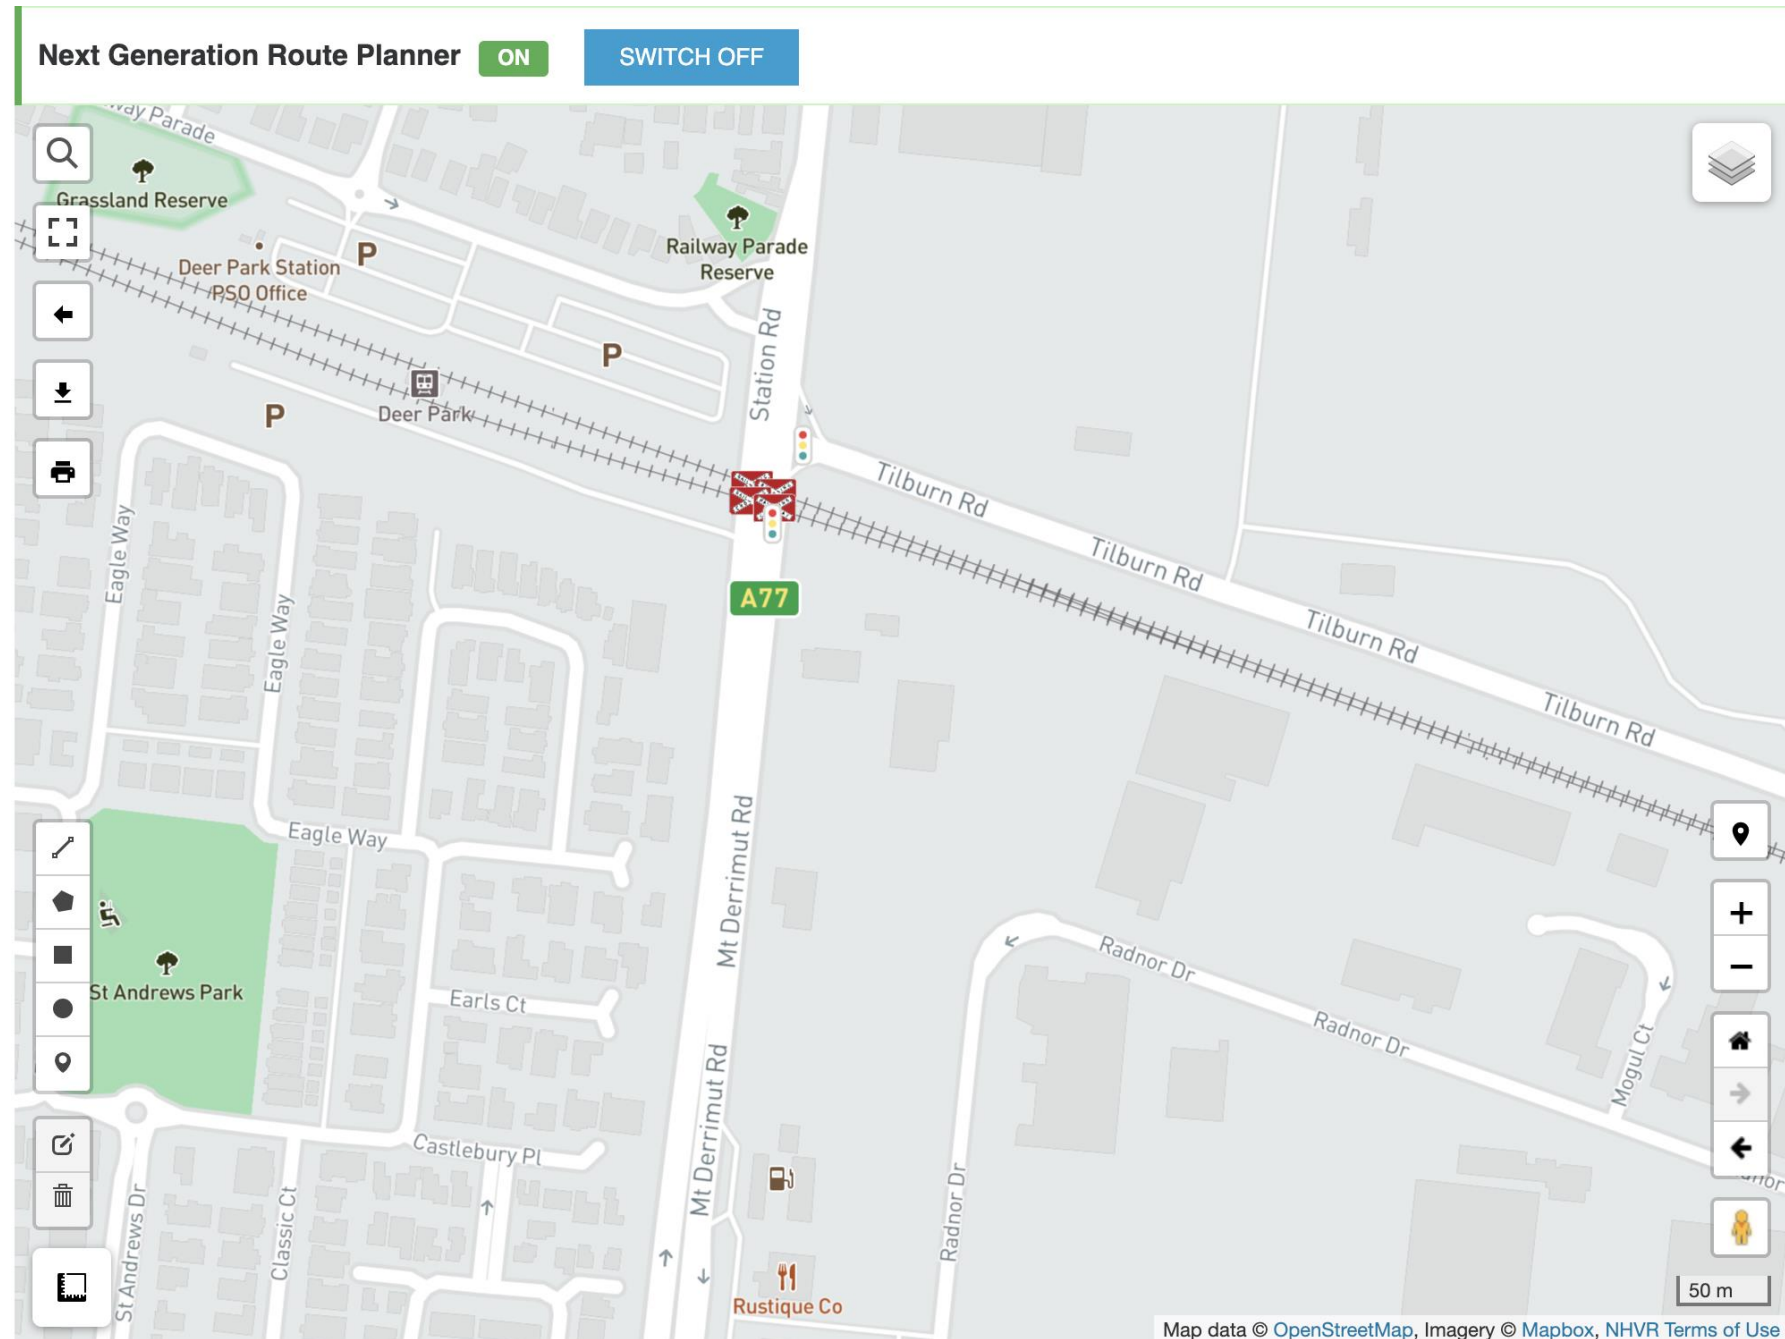 Next Generation Route Planner
ON
SWITCH OFF
way Parade
Grassland Reserve
Deer Park Station
PSO Office
P
Railway Parade
Reserve
Station Rd
P
P
Deer Park
Tilburn Rd
Tilburn Rd
Tilburn Rd
Tilburn Rd
A77
Eagle Way
Eagle Way
Eagle Way
Mt Derrimut Rd
Mt Derrimut Rd
St Andrews Park
Earls Ct
Radnor Dr
Radnor Dr
Radnor Dr
Mogul Ct
Castlebury Pl
Classic Ct
St Andrews Dr
Rustique Co
50 m
Map data © OpenStreetMap, Imagery © Mapbox, NHVR Terms of Use